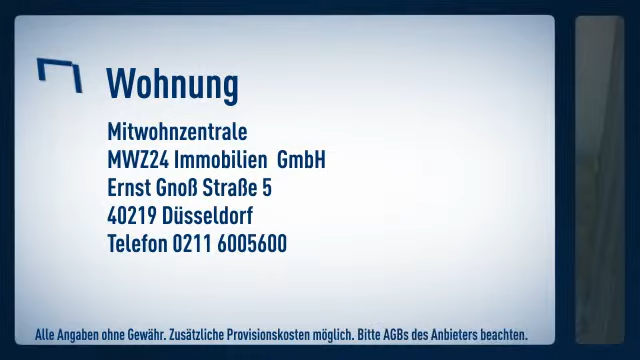 Wohnung
Mitwohnzentrale
MWZ24 Immobilien GmbH
Ernst Gnoß Straße 5
40219 Düsseldorf
Telefon 0211 6005600
Alle Angaben ohne Gewähr. Zusätzliche Provisionskosten möglich. Bitte AGBs des Anbieters beachten.